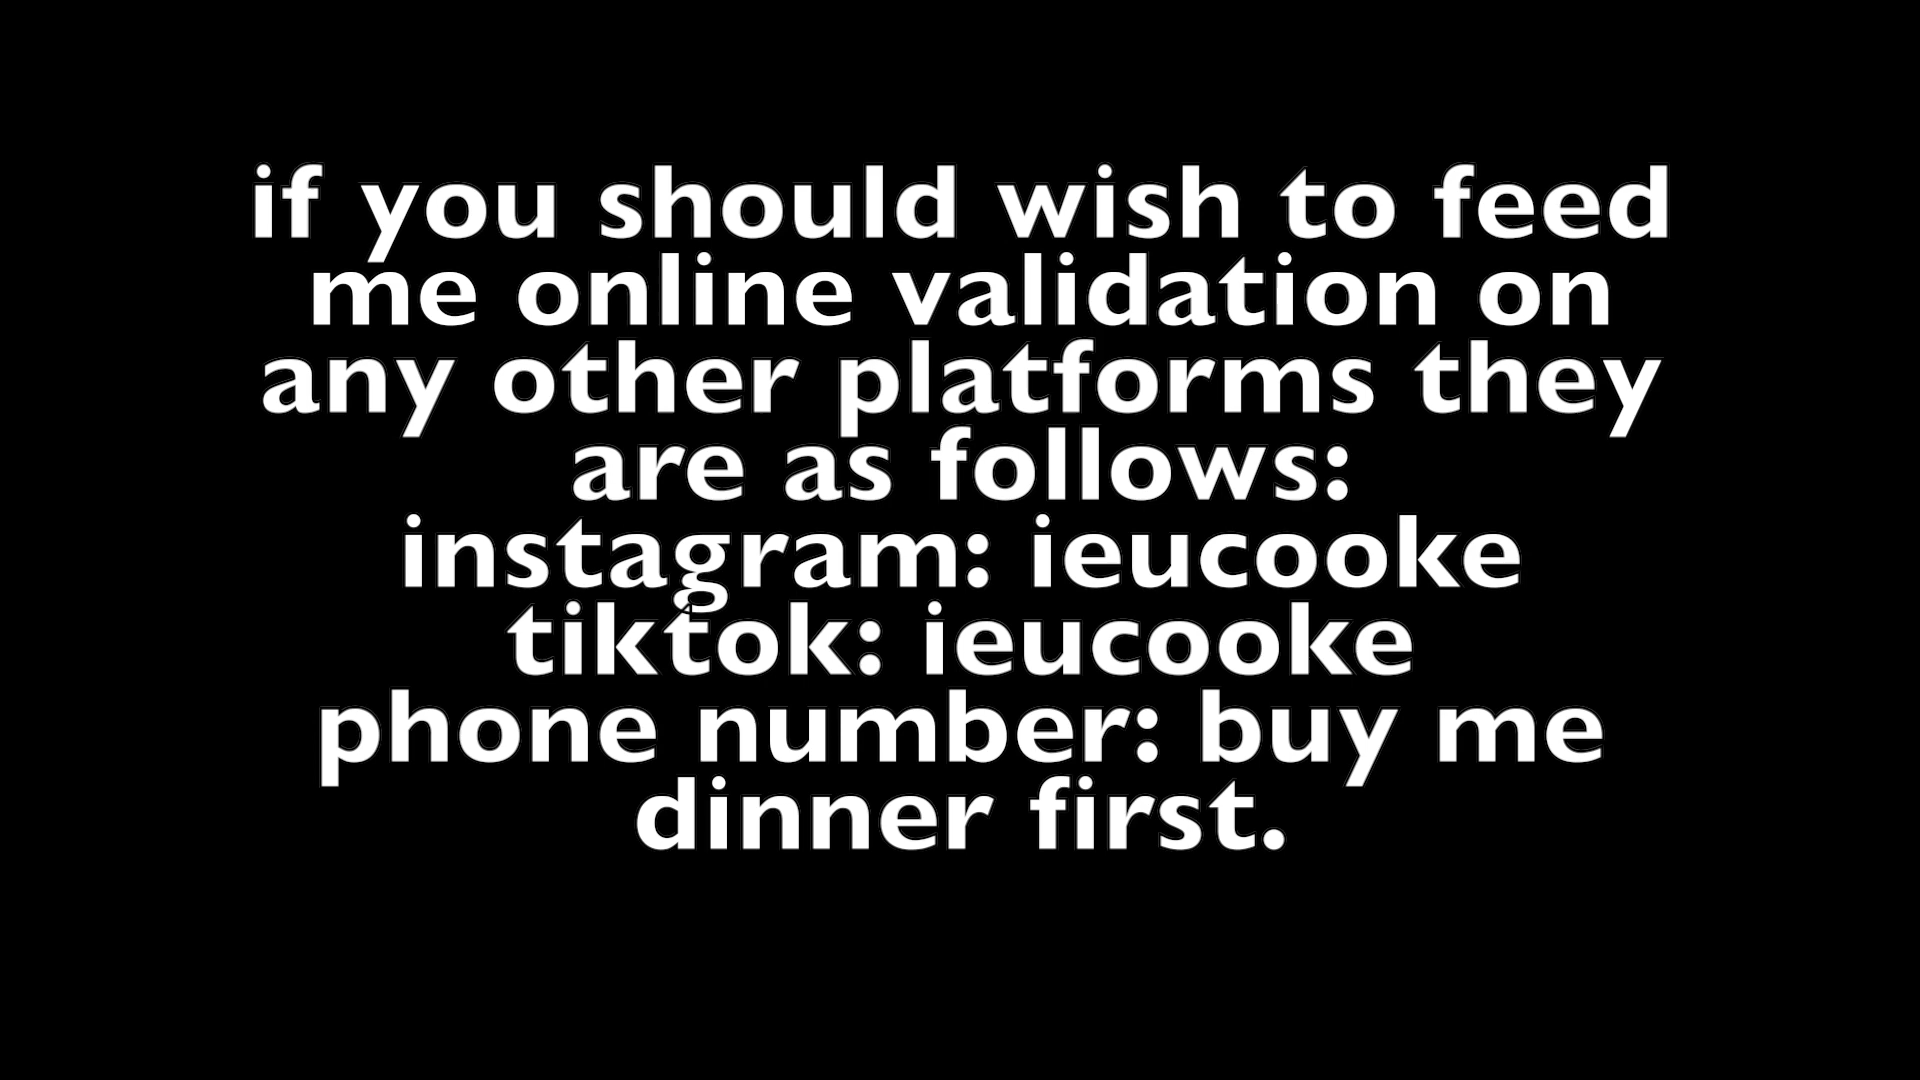 if you should wish to feed
me online validation on
any other platforms they
are as follows:
instagram: ieucooke
tiktok: ieucooke
phone number: buy me
dinner first.